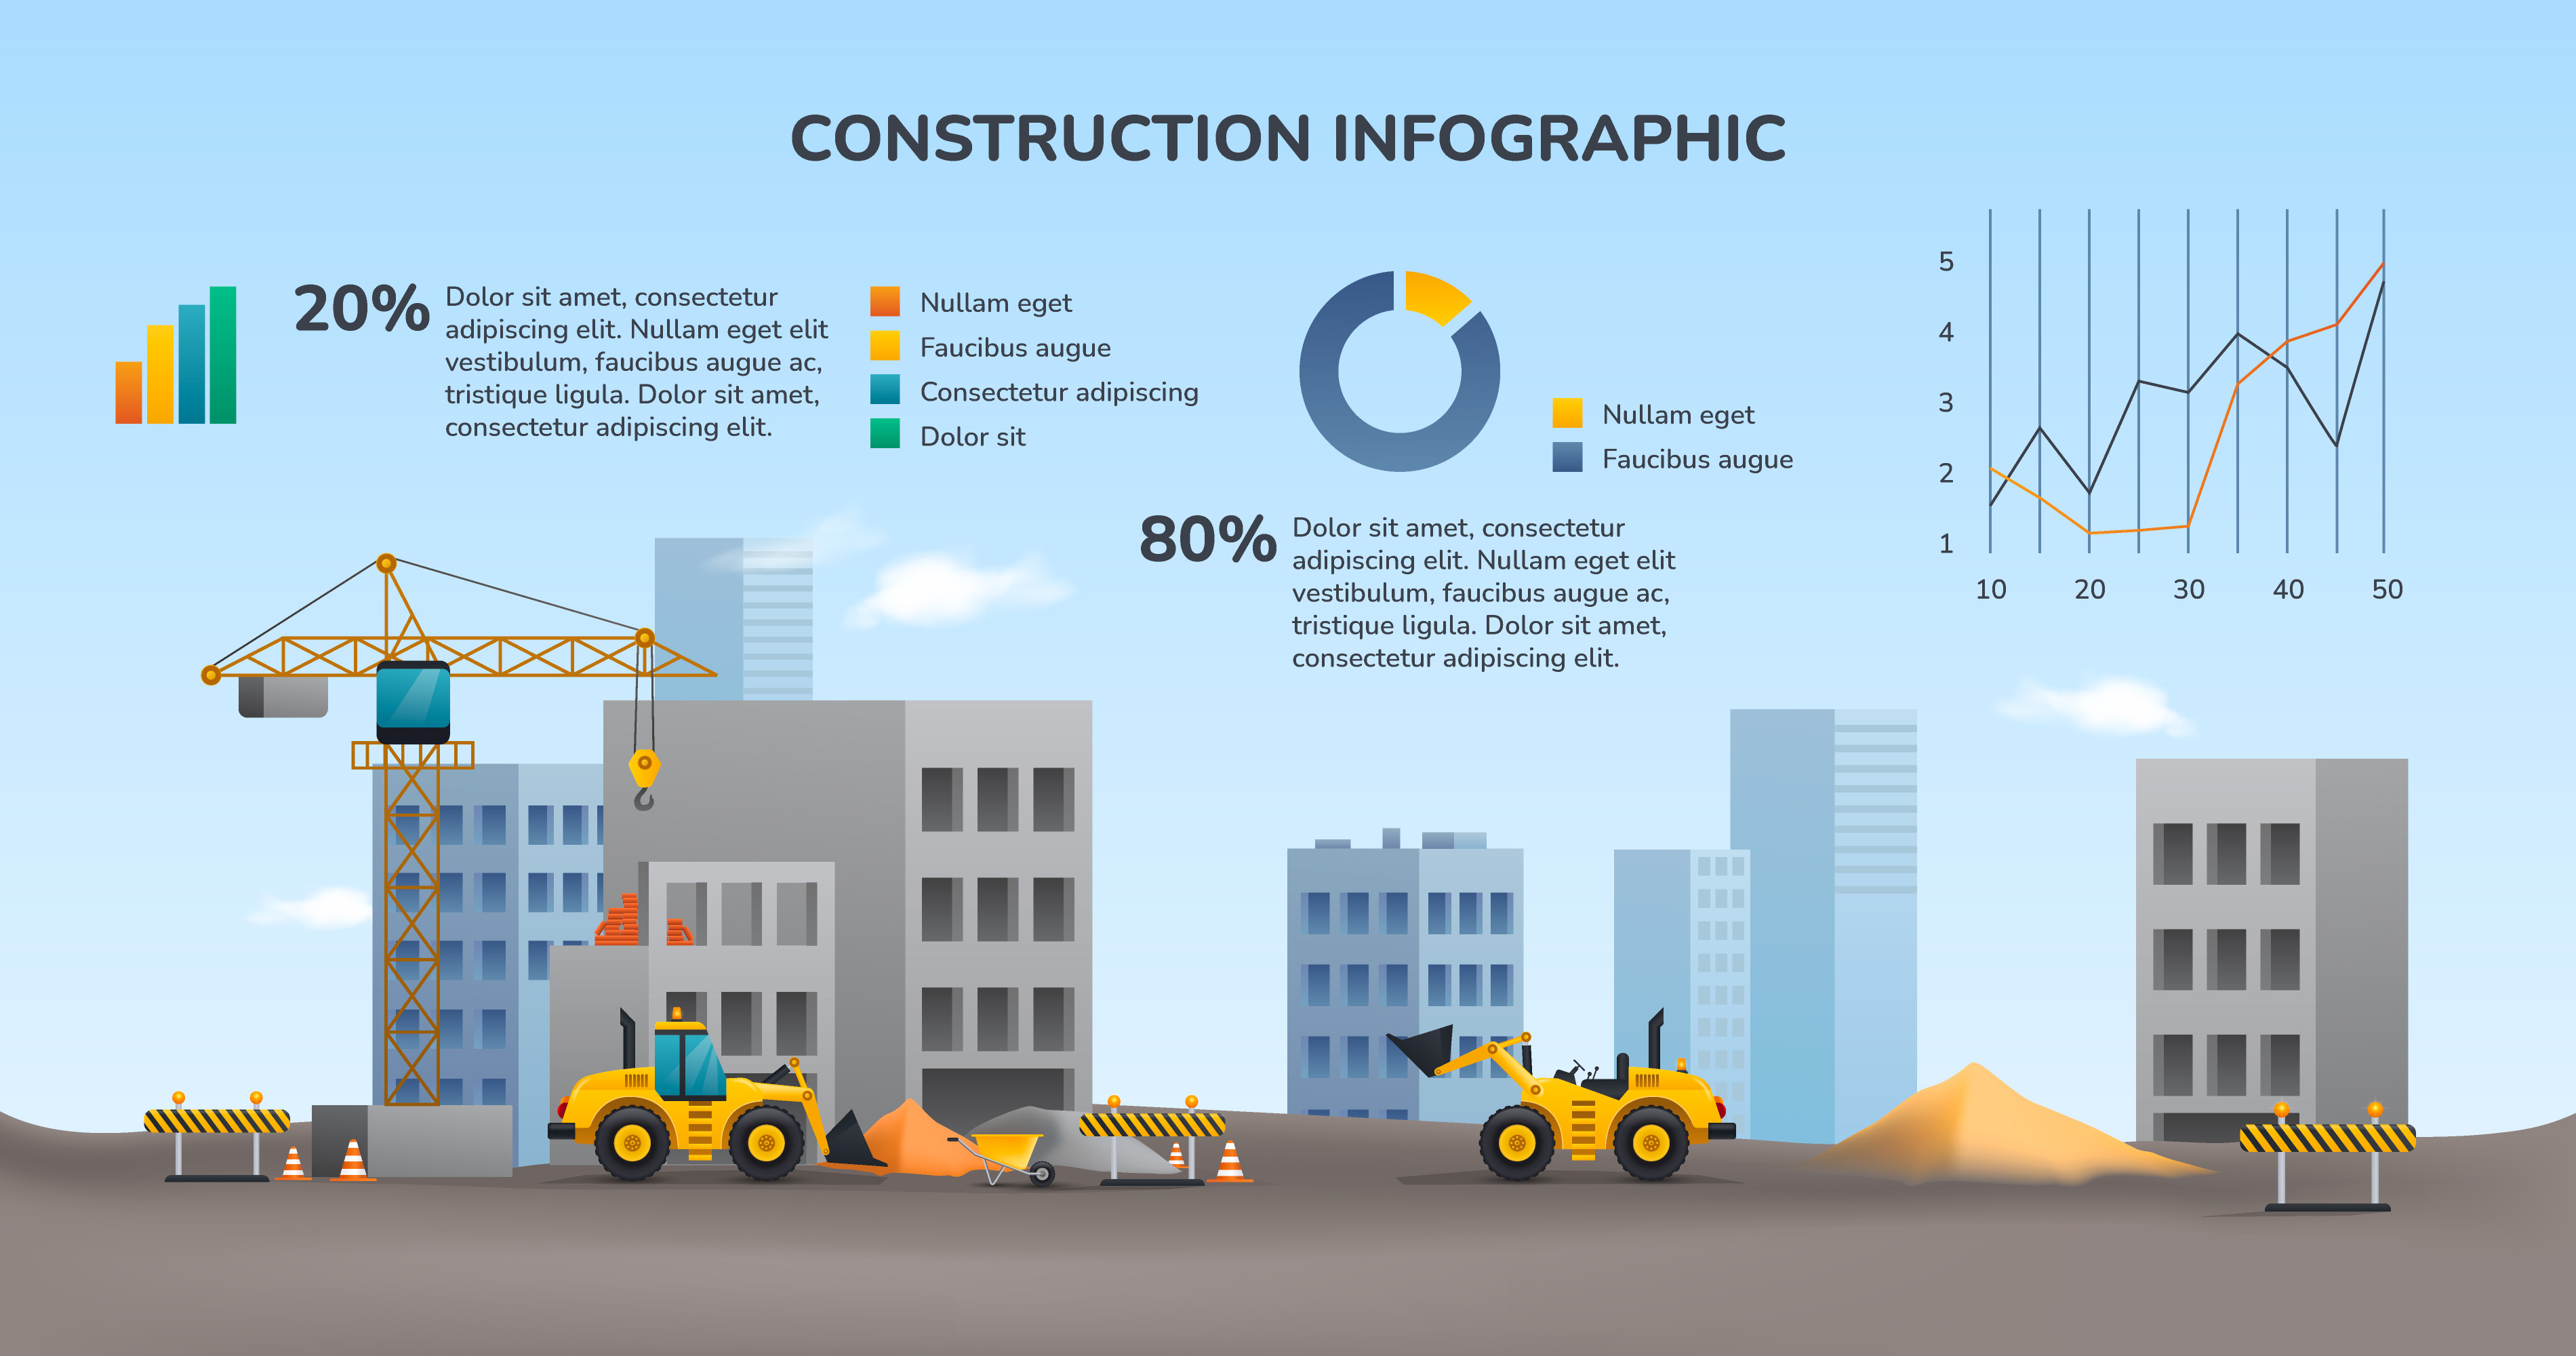 CONSTRUCTION INFOGRAPHIC
20%
Dolor sit amet, consectetur
adipiscing elit. Nullam eget elit
vestibulum, faucibus augue ac,
tristique ligula. Dolor sit amet,
consectetur adipiscing elit.
Nullam eget
Faucibus augue
Consectetur adipiscing
Dolor sit
Nullam eget
Faucibus augue
80%
Dolor sit amet, consectetur
adipiscing elit. Nullam eget elit
vestibulum, faucibus augue ac,
tristique ligula. Dolor sit amet,
consectetur adipiscing elit.
5
4
3
2
1
10 20 30 40 50